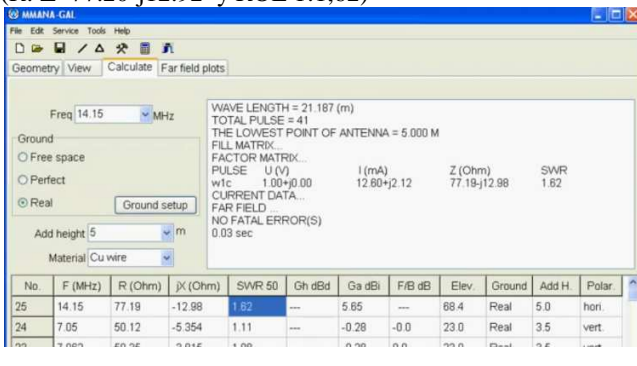 MMANA-GAL
File Edit Service Tools Help
Geometry View Calculate Far field plots
Freq 14.15 MHz
Ground
Free space
Perfect
Real Ground setup
Add height 5 m
Material Cu wire
WAVE LENGTH = 21.187 (m)
TOTAL PULSE = 41
THE LOWEST POINT OF ANTENNA = 5.000 M
FILL MATRIX...
FACTOR MATRIX...
PULSE U (V) I (mA) Z (Ohm) SWR
w1c 1.00+j0.00 12.60+j2.12 77.19-j12.98 1.62
CURRENT DATA...
FAR FIELD ...
NO FATAL ERROR(S)
0.03 sec
No. F (MHz) R (Ohm) jX (Ohm) SWR 50 Gh dBd Ga dBi F/B dB Elev. Ground Add H. Polar.
25 14.15 77.19 -12.98 1.62 --- 5.65 --- 68.4 Real 5.0 hori.
24 7.05 50.12 -5.354 1.11 --- -0.28 -0.0 23.0 Real 3.5 vert.